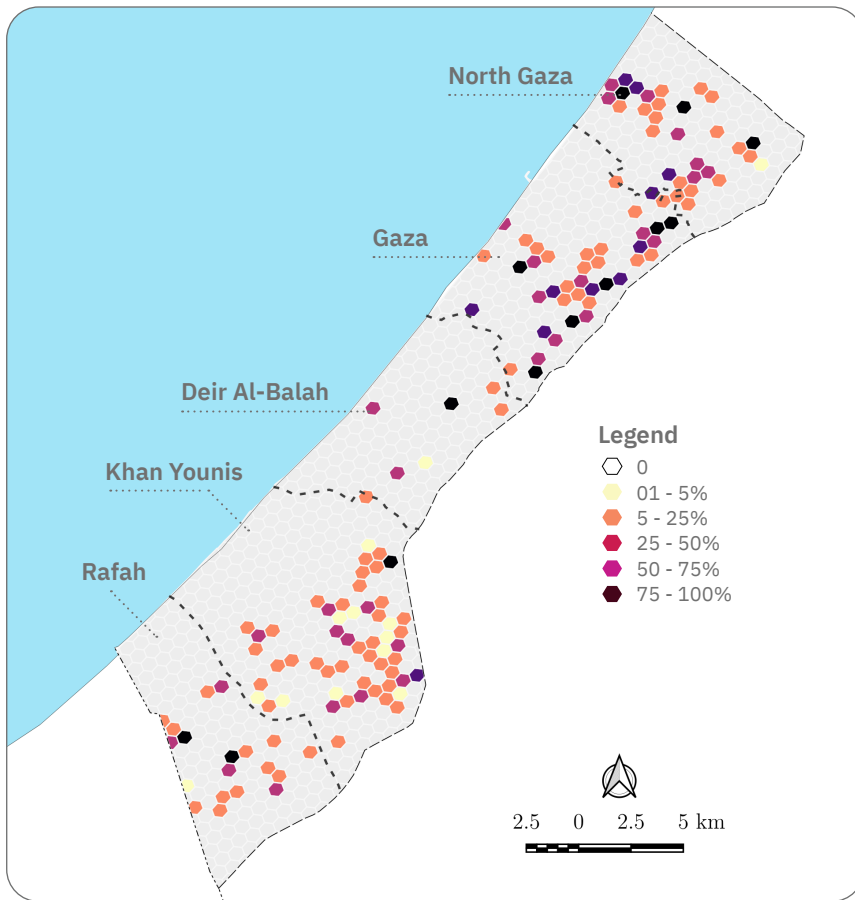 North Gaza
Gaza
Deir Al-Balah
Khan Younis
Rafah
Legend
0
01 - 5%
5 - 25%
25 - 50%
50 - 75%
75 - 100%
2.5 0 2.5 5 km